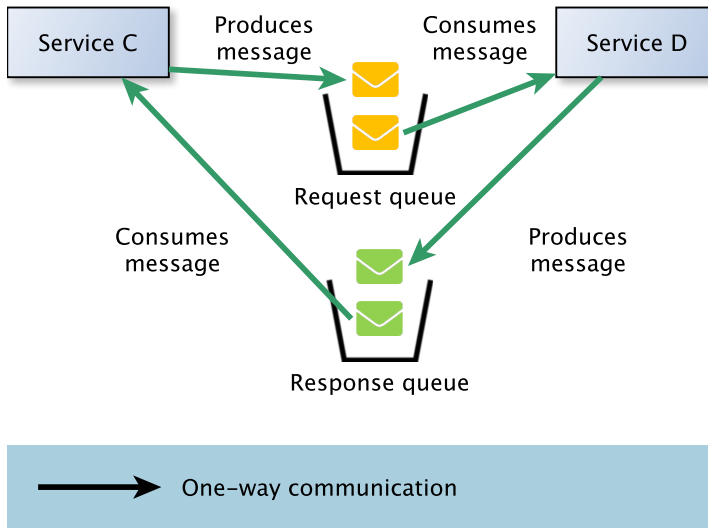 Service C
Produces
message
Consumes
message
Service D
Request queue
Consumes
message
Produces
message
Response queue
One-way communication